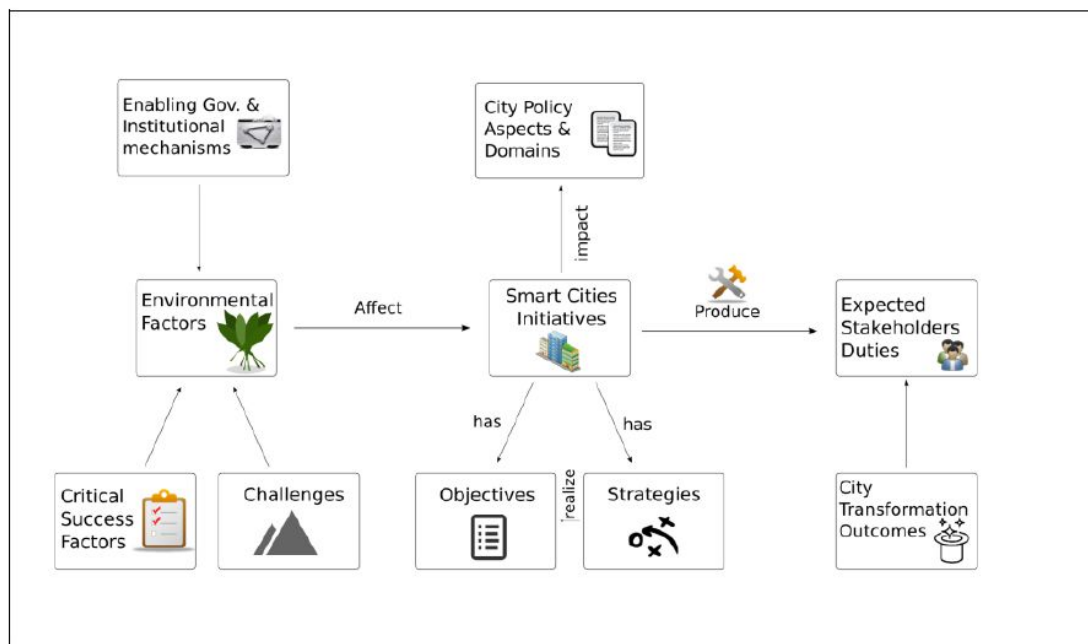 Enabling Gov. &
Institutional
mechanisms
City Policy
Aspects &
Domains
impact
Environmental
Factors
Affect
Smart Cities
Initiatives
Produce
Expected
Stakeholders
Duties
has
has
Critical
Success
Factors
Challenges
Objectives
realize
Strategies
City
Transformation
Outcomes